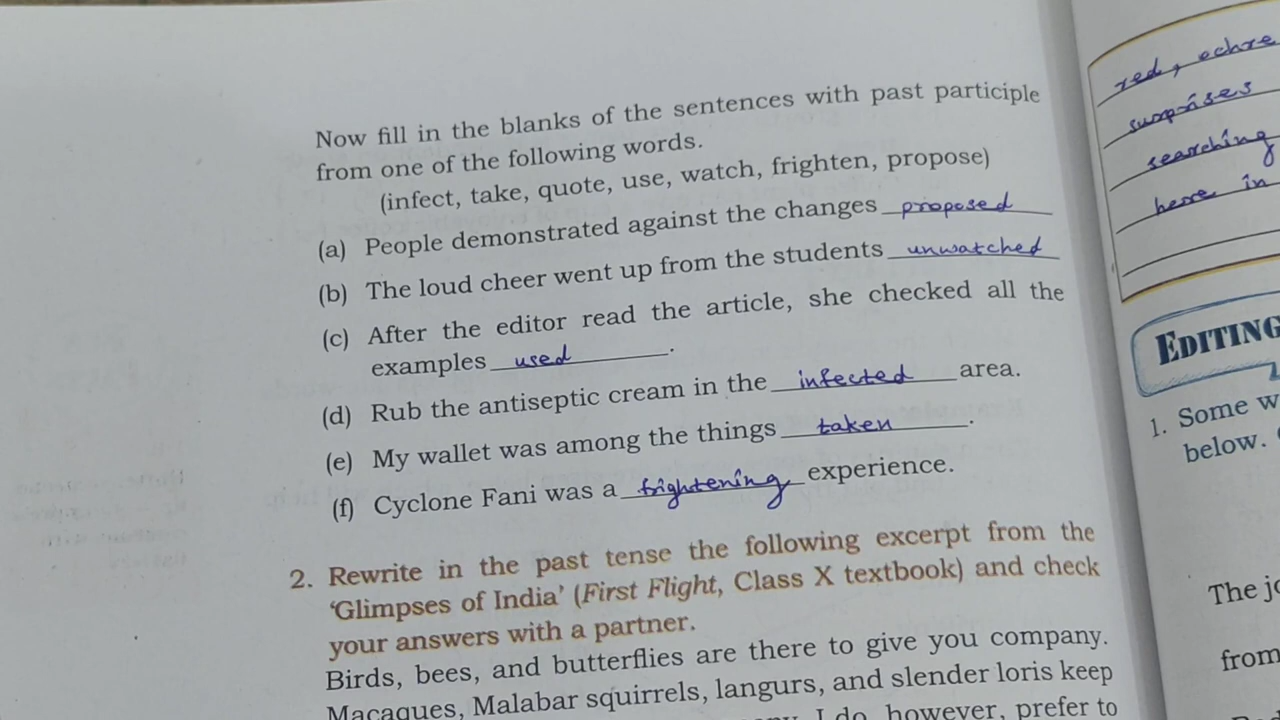 Now fill in the blanks of the sentences with past participle
from one of the following words.
(infect, take, quote, use, watch, frighten, propose)
(a) People demonstrated against the changes proposed
(b) The loud cheer went up from the students unwatched
(c) After the editor read the article, she checked all the
examples used.
(d) Rub the antiseptic cream in the infected area.
(e) My wallet was among the things taken.
(f) Cyclone Fani was a frightening experience.
2. Rewrite in the past tense the following excerpt from the
‘Glimpses of India’ (First Flight, Class X textbook) and check
your answers with a partner.
Birds, bees, and butterflies are there to give you company.
Macaques, Malabar squirrels, langurs, and slender loris keep
I do, however, prefer to
red, ochre
surprises
searching
here in
EDITING
1. Some w
below.
The jo
from